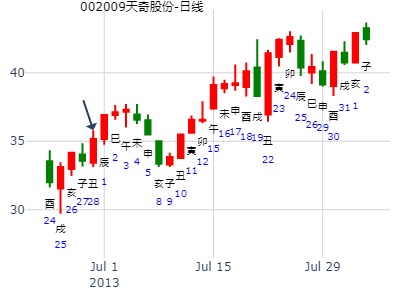 002009天奇股份-日线
40
35
30
酉
24
戌
25
亥
26
子
27
丑
28
辰
1
巳
2
午
3
未
4
申
5
亥
8
子
9
丑
10
寅
11
卯
12
午
15
未
16
申
17
酉
18
戌
19
丑
22
寅
23
卯
24
辰
25
巳
26
申
29
酉
30
戌
31
亥
1
子
2
Jul 1
2013
Jul 15
Jul 29